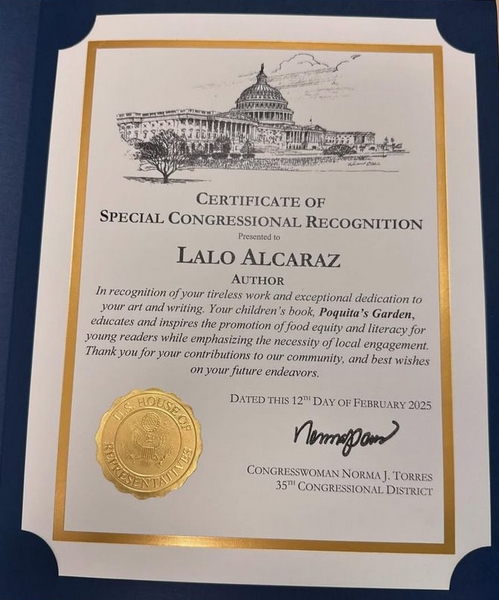 CERTIFICATE OF
SPECIAL CONGRESSIONAL RECOGNITION
Presented to
LALO ALCARAZ
AUTHOR
In recognition of your tireless work and exceptional dedication to
your art and writing. Your children's book, Poquita's Garden,
educates and inspires the promotion of food equity and literacy for
young readers while emphasizing the necessity of local engagement.
Thank you for your contributions to our community, and best wishes
on your future endeavors.
DATED THIS 12TH DAY OF FEBRUARY 2025
U.S. HOUSE OF
REPRESENTATIVES
CONGRESSWOMAN NORMA J. TORRES
35TH CONGRESSIONAL DISTRICT